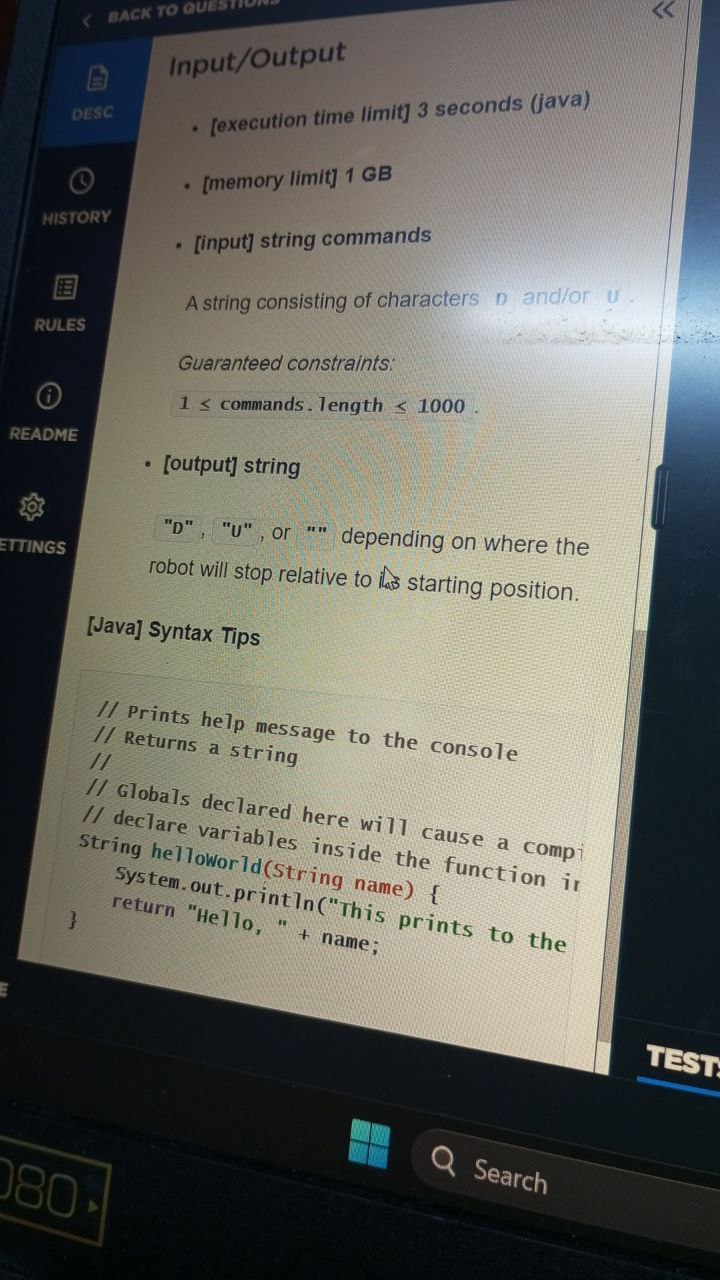 BACK TO QUESTIONS
Input/Output
DESC
• [execution time limit] 3 seconds (java)
• [memory limit] 1 GB
HISTORY
• [input] string commands
A string consisting of characters D and/or U .
RULES
Guaranteed constraints:
1 ≤ commands.length ≤ 1000 .
README
• [output] string
"D" , "U" , or "" depending on where the
ETTINGS
robot will stop relative to its starting position.
[Java] Syntax Tips
// Prints help message to the console
// Returns a string
//
// Globals declared here will cause a compi
// declare variables inside the function in
String helloWorld(String name) {
System.out.println("This prints to the
return "Hello, " + name;
}
E
TESTS
Search
080